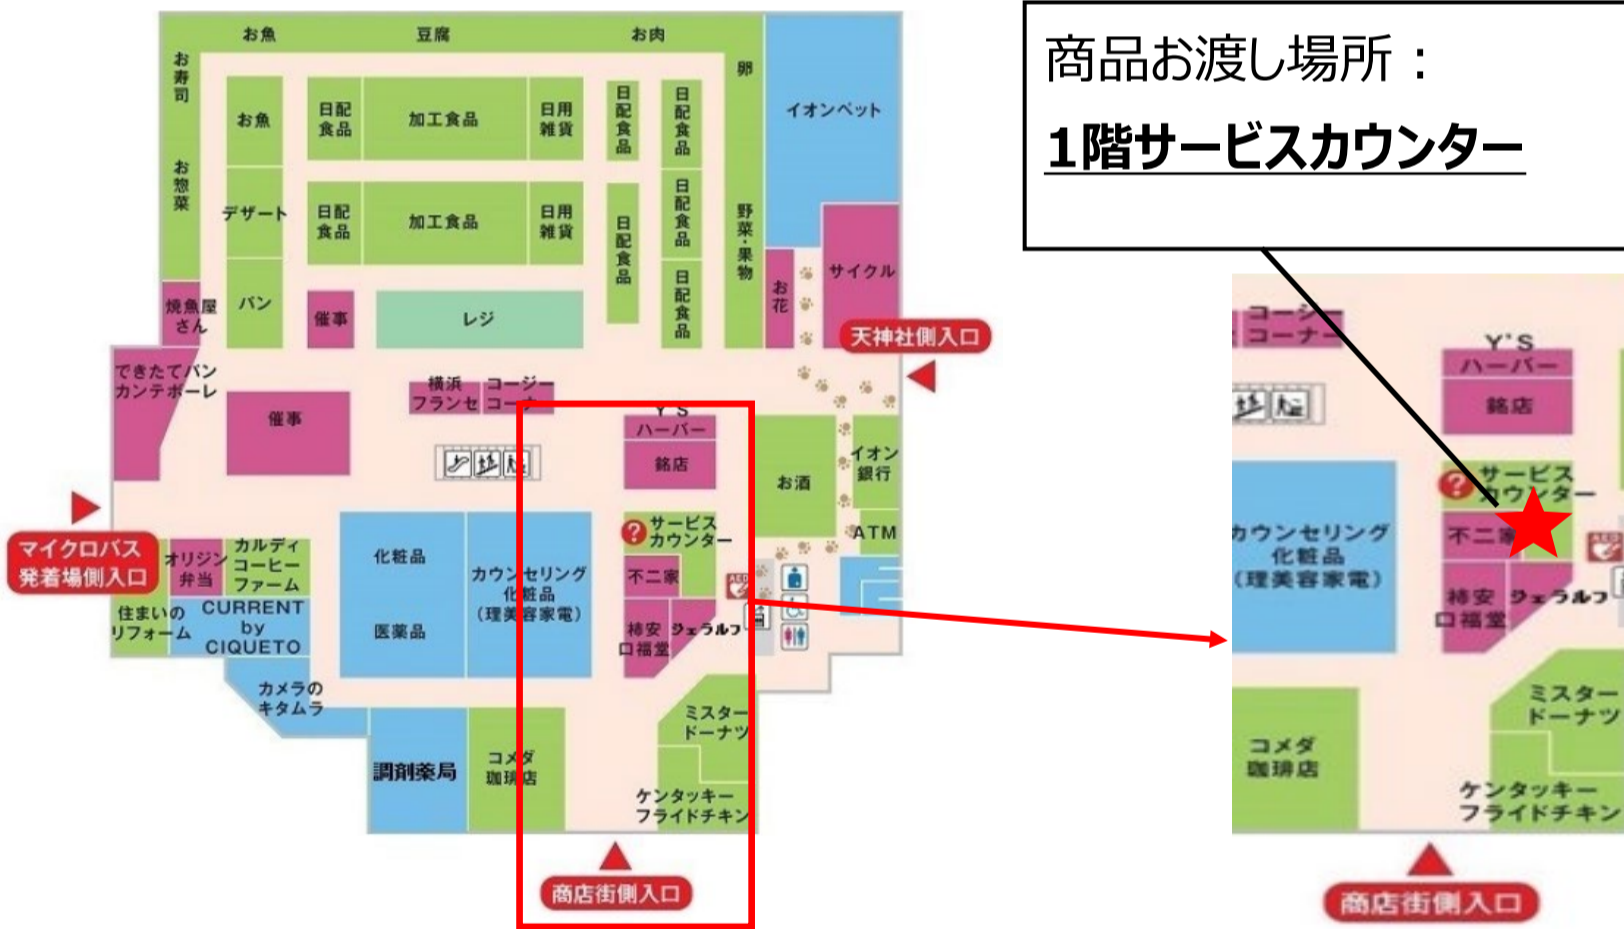 お魚
豆腐
お肉
お寿司
お惣菜
卵
野菜・果物
お魚
日配
食品
加工食品
日用
雑貨
日配食品
日配食品
イオンペット
デザート
日配
食品
加工食品
日用
雑貨
日配食品
日配食品
パン
催事
レジ
日配食品
お花
サイクル
焼魚屋
さん
天神社側入口
できたてパン
カンテボーレ
催事
横浜
フランセ
コージー
コーナー
Y'S
ハーバー
銘店
お酒
イオン
銀行
ATM
マイクロバス
発着場側入口
オリジン
弁当
カルディ
コーヒー
ファーム
住まいの
リフォーム
CURRENT
by
CIQUETO
化粧品
医薬品
カウンセリング
化粧品
(理美容家電)
?
サービス
カウンター
不二家
AED
柿安
口福堂
ジェラルフ
カメラの
キタムラ
調剤薬局
コメダ
珈琲店
ミスター
ドーナツ
ケンタッキー
フライドチキン
商店街側入口
商品お渡し場所：
1階サービスカウンター
コージー
コーナー
Y'S
ハーバー
銘店
?
サービス
カウンター
不二家
AED
カウンセリング
化粧品
(理美容家電)
柿安
口福堂
ジェラルフ
コメダ
珈琲店
ミスター
ドーナツ
ケンタッキー
フライドチキン
商店街側入口